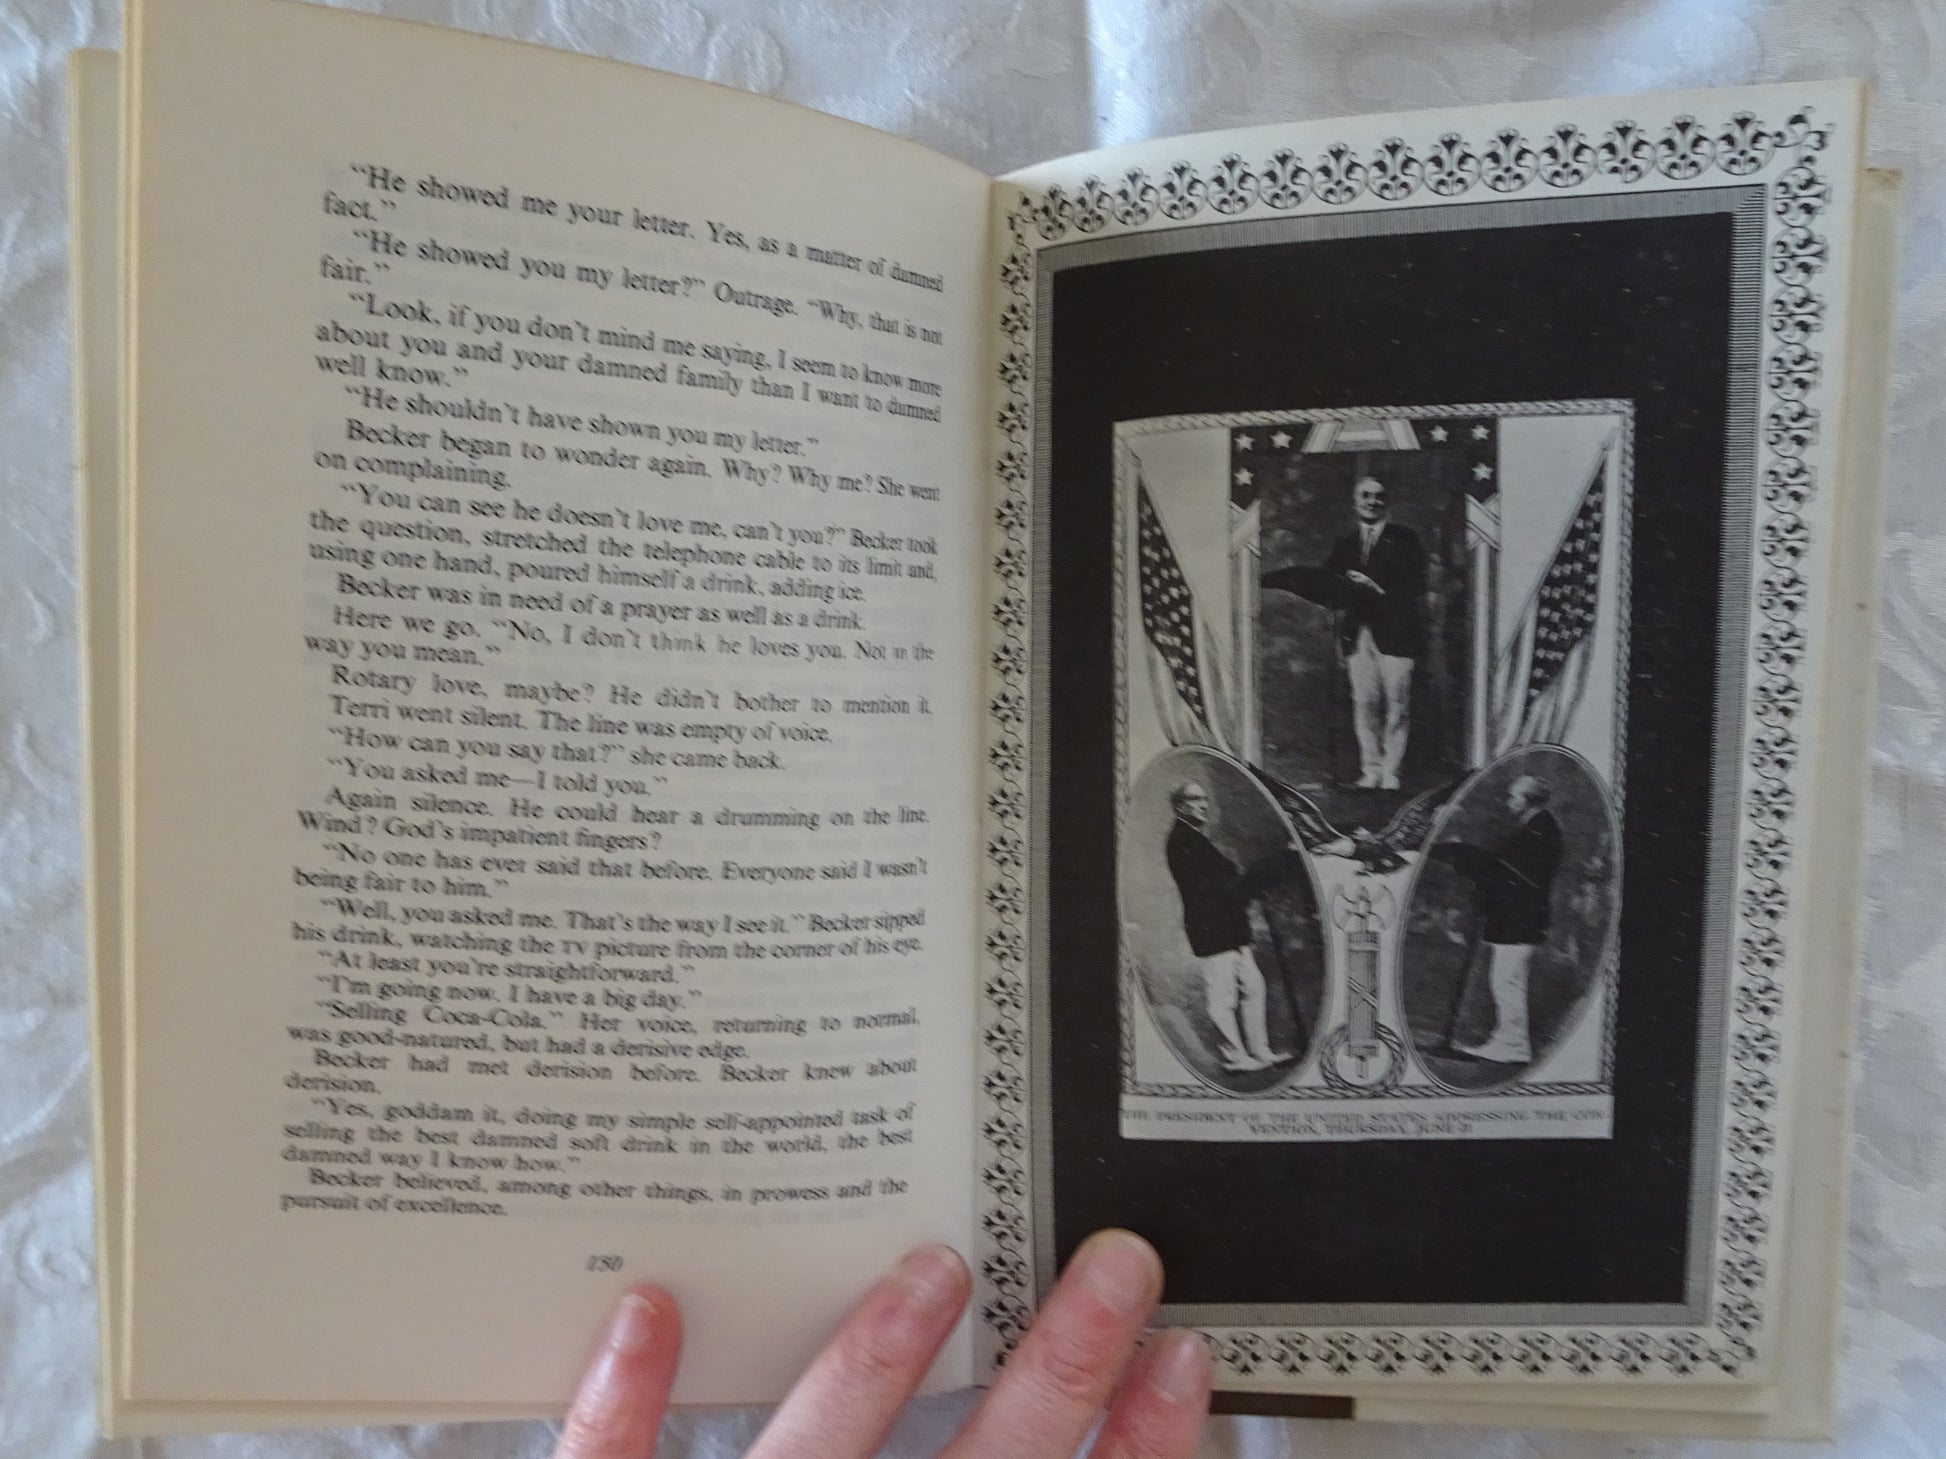 “He showed me your letter. Yes, as a matter of damned
fact.”
“He showed you my letter?” Outrage. “Why, that is not
fair.”
“Look, if you don’t mind me saying, I seem to know more
about you and your damned family than I want to damned
well know.”
“He shouldn’t have shown you my letter.”
Becker began to wonder again. Why? Why me? She went
on complaining.
“You can see he doesn’t love me, can’t you?” Becker took
the question, stretched the telephone cable to its limit and,
using one hand, poured himself a drink, adding ice.
Becker was in need of a prayer as well as a drink.
Here we go. “No, I don’t think he loves you. Not in the
way you mean.”
Rotary love, maybe? He didn’t bother to mention it.
Terri went silent. The line was empty of voice.
“How can you say that?” she came back.
“You asked me—I told you.”
Again silence. He could hear a drumming on the line.
Wind? God’s impatient fingers?
“No one has ever said that before. Everyone said I wasn’t
being fair to him.”
“Well, you asked me. That’s the way I see it.” Becker sipped
his drink, watching the TV picture from the corner of his eye.
“At least you’re straightforward.”
“I’m going now. I have a big day.”
“Selling Coca-Cola.” Her voice, returning to normal,
was good-natured, but had a derisive edge.
Becker had met derision before. Becker knew about
derision.
“Yes, goddam it, doing my simple self-appointed task of
selling the best damned soft drink in the world, the best
damned way I know how.”
Becker believed, among other things, in prowess and the
pursuit of excellence.
150
THE PRESIDENT OF THE UNITED STATES ADDRESSING THE CON-
VENTION, THURSDAY, JUNE 21